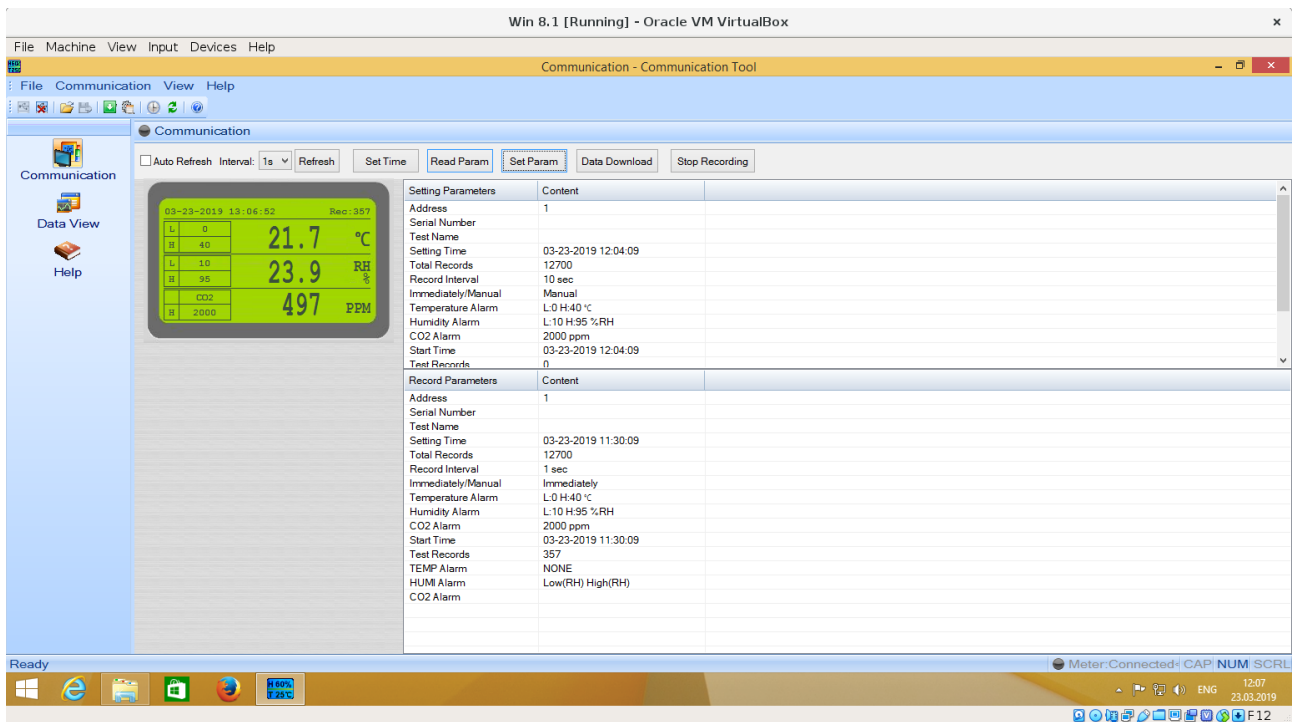 Win 8.1 [Running] - Oracle VM VirtualBox ×
File Machine View Input Devices Help
Communication - Communication Tool
File Communication View Help
Communication
Auto Refresh Interval: 1s Refresh Set Time Read Param Set Param Data Download Stop Recording
Communication
Data View
Help
03-23-2019 13:06:52 Rec:357
L 0
H 40
21.7 °C
L 10
H 95
23.9 RH %
CO2
H 2000
497 PPM
Setting Parameters Content
Address 1
Serial Number
Test Name
Setting Time 03-23-2019 12:04:09
Total Records 12700
Record Interval 10 sec
Immediately/Manual Manual
Temperature Alarm L:0 H:40 ℃
Humidity Alarm L:10 H:95 %RH
CO2 Alarm 2000 ppm
Start Time 03-23-2019 12:04:09
Test Records 0
Record Parameters Content
Address 1
Serial Number
Test Name
Setting Time 03-23-2019 11:30:09
Total Records 12700
Record Interval 1 sec
Immediately/Manual Immediately
Temperature Alarm L:0 H:40 ℃
Humidity Alarm L:10 H:95 %RH
CO2 Alarm 2000 ppm
Start Time 03-23-2019 11:30:09
Test Records 357
TEMP Alarm NONE
HUMI Alarm Low(RH) High(RH)
CO2 Alarm
Ready Meter:Connected CAP NUM SCRL
H 60%
T 25℃
ENG 12:07
23.03.2019
F12